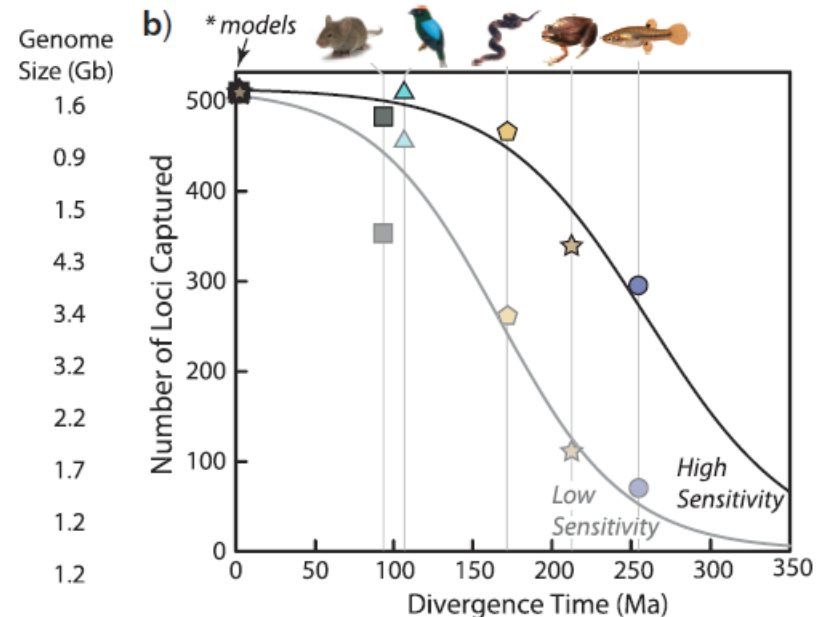 Genome
Size (Gb)
1.6
0.9
1.5
4.3
3.4
3.2
2.2
1.7
1.2
1.2
b)
* models
Number of Loci Captured
500
400
300
200
100
0
High
Sensitivity
Low
Sensitivity
0 50 100 150 200 250 300 350
Divergence Time (Ma)